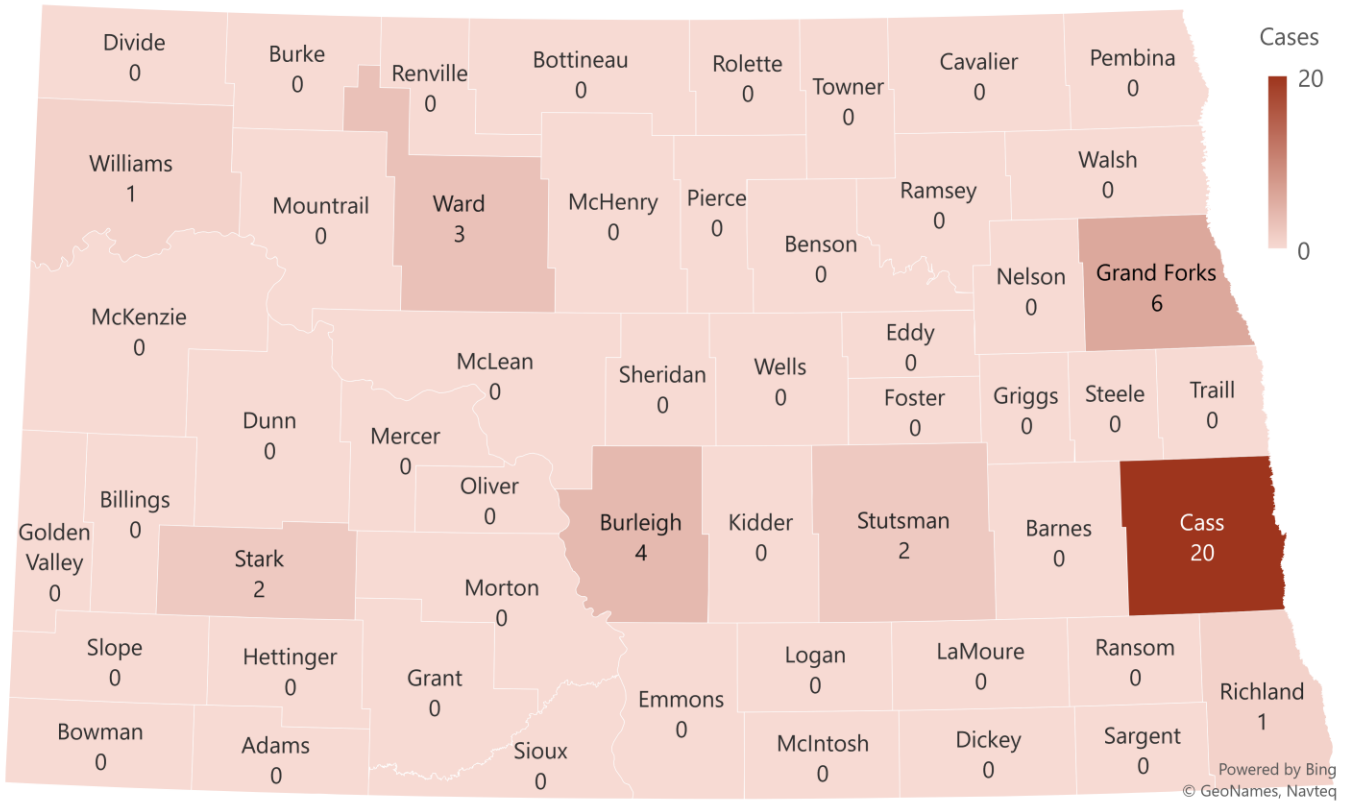 Divide
0
Burke
0
Renville
0
Bottineau
0
Rolette
0
Towner
0
Cavalier
0
Pembina
0
Cases
20
0
Williams
1
Mountrail
0
Ward
3
McHenry
0
Pierce
0
Benson
0
Ramsey
0
Walsh
0
Nelson
0
Grand Forks
6
McKenzie
0
Dunn
0
McLean
0
Sheridan
0
Wells
0
Eddy
0
Foster
0
Griggs
0
Steele
0
Traill
0
Mercer
0
Oliver
0
Golden
Valley
0
Billings
0
Stark
2
Morton
0
Burleigh
4
Kidder
0
Stutsman
2
Barnes
0
Cass
20
Slope
0
Hettinger
0
Grant
0
Emmons
0
Logan
0
LaMoure
0
Ransom
0
Richland
1
Bowman
0
Adams
0
Sioux
0
McIntosh
0
Dickey
0
Sargent
0
Powered by Bing
© GeoNames, Navteq